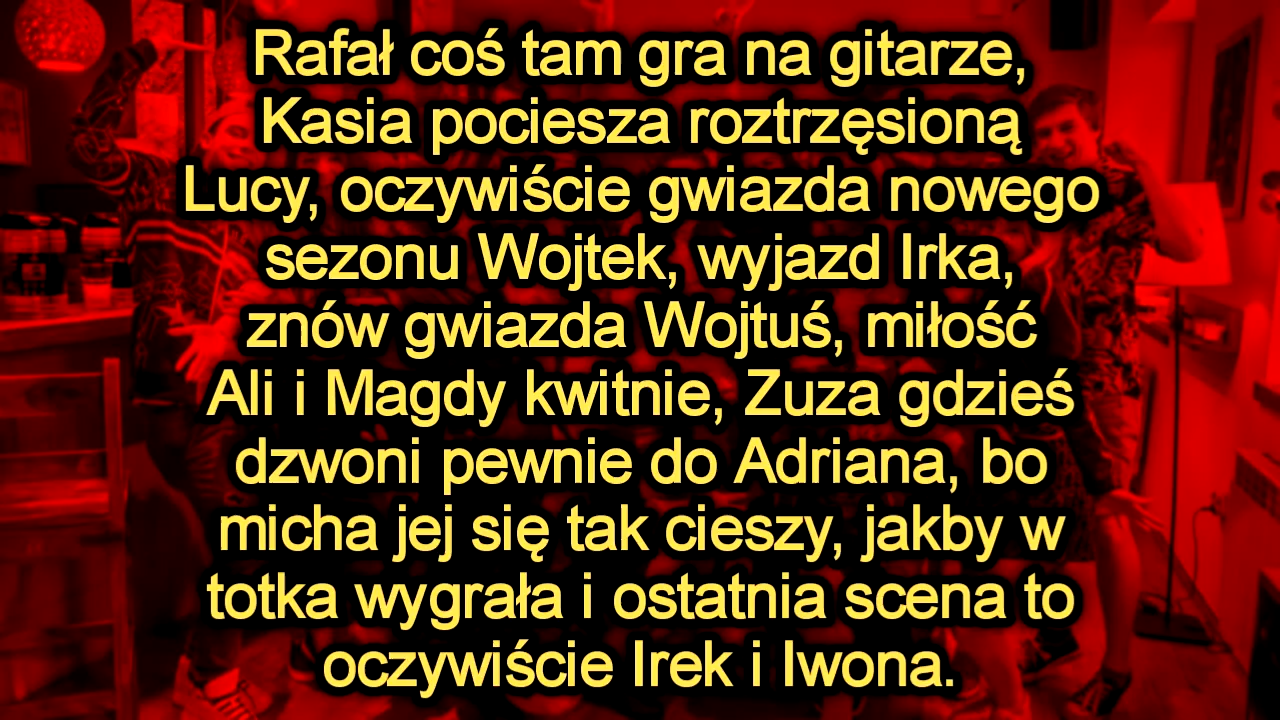 Rafał coś tam gra na gitarze,
Kasia pociesza roztrzęsioną
Lucy, oczywiście gwiazda nowego
sezonu Wojtek, wyjazd Irka,
znów gwiazda Wojtuś, miłość
Ali i Magdy kwitnie, Zuza gdzieś
dzwoni pewnie do Adriana, bo
micha jej się tak cieszy, jakby w
totka wygrała i ostatnia scena to
oczywiście Irek i Iwona.